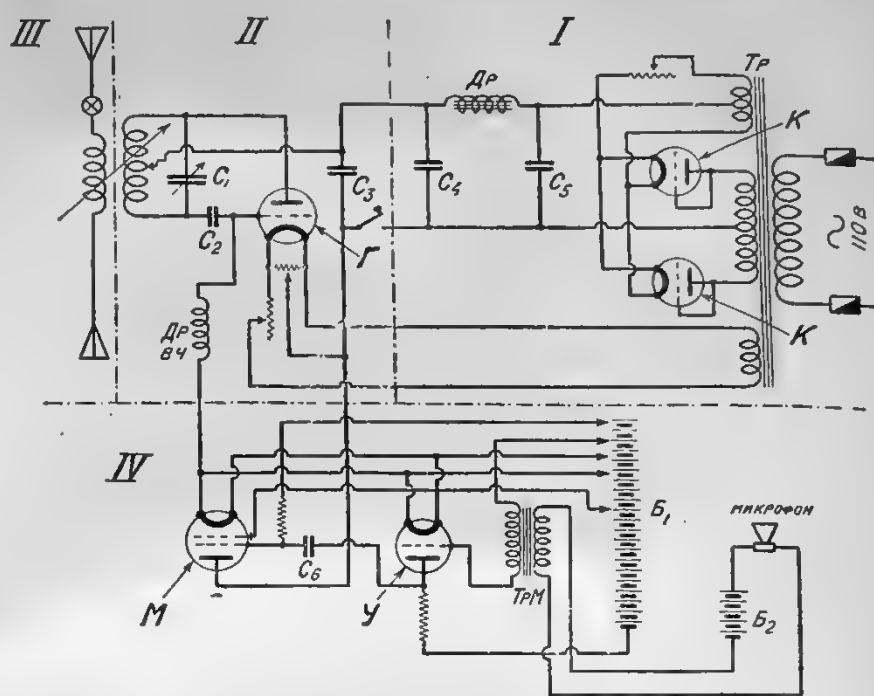 III
II
I
Др
Тр
К
C₁
C₃
C₄
C₅
110 в
C₂
Г
Др
вч
К
IV
Б₁
микрофон
C₆
М
У
ТрМ
Б₂